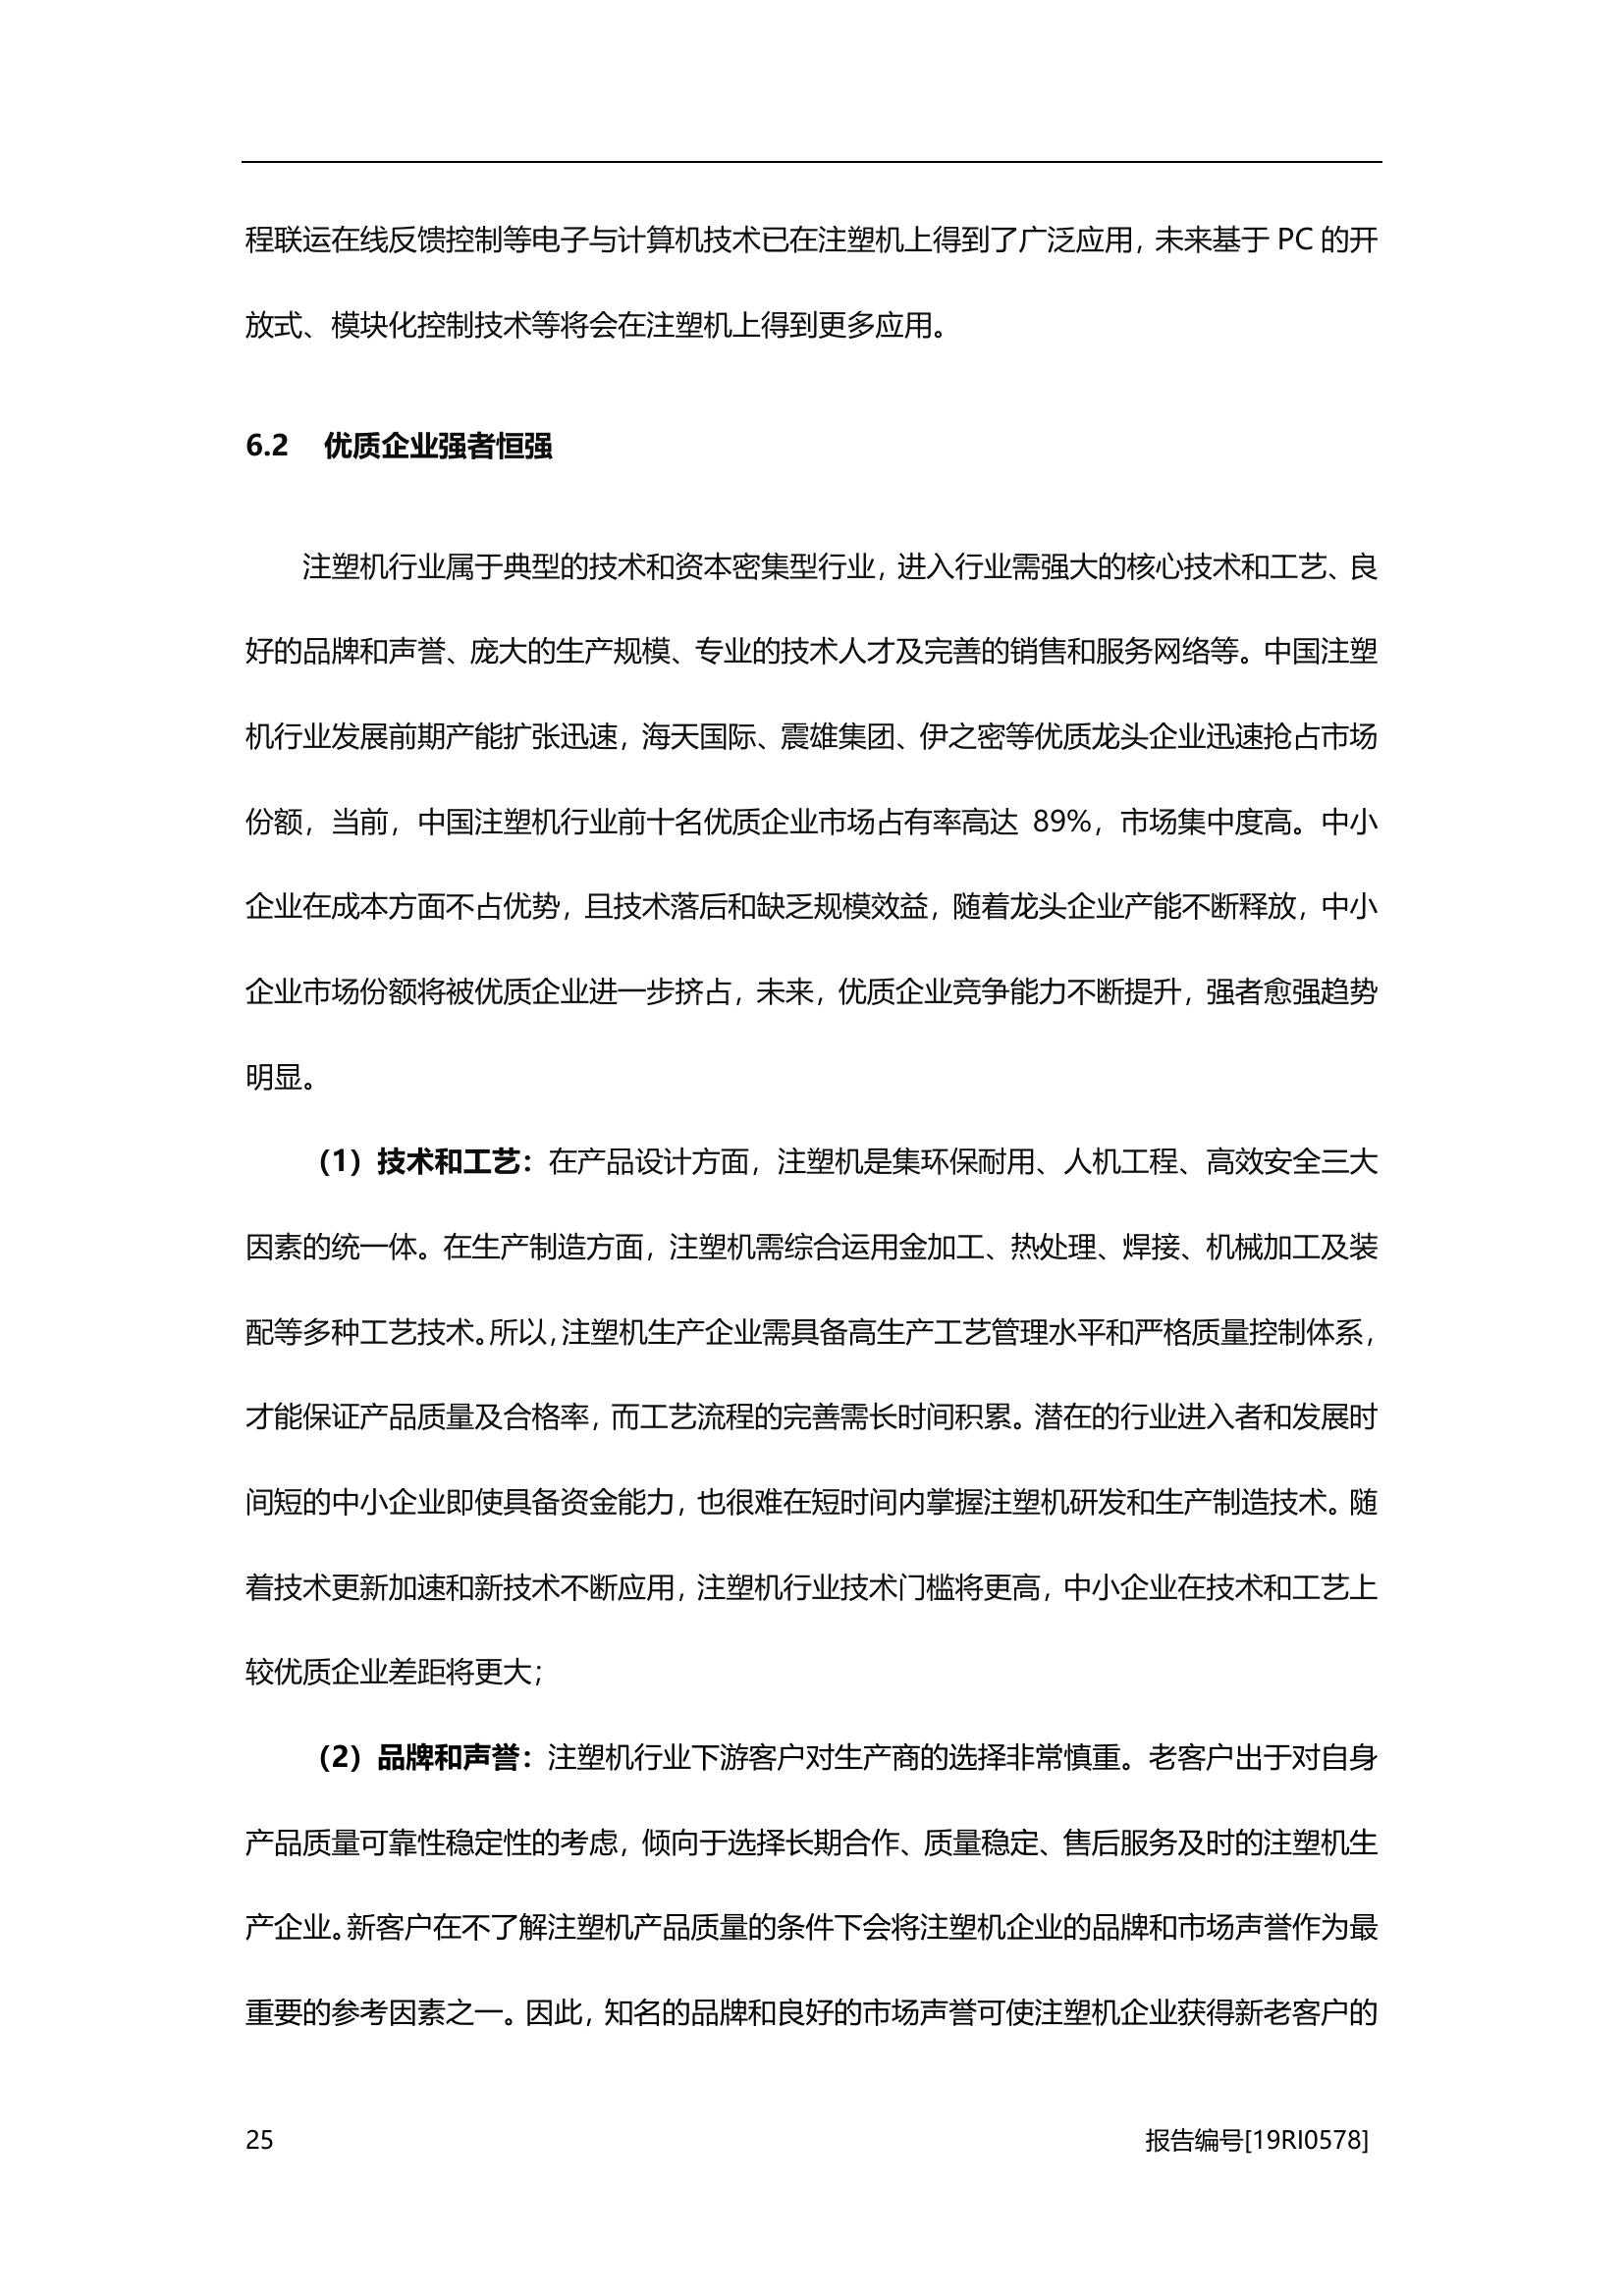 程联运在线反馈控制等电子与计算机技术已在注塑机上得到了广泛应用，未来基于 PC 的开
放式、模块化控制技术等将会在注塑机上得到更多应用。
6.2 优质企业强者恒强
注塑机行业属于典型的技术和资本密集型行业，进入行业需强大的核心技术和工艺、良
好的品牌和声誉、庞大的生产规模、专业的技术人才及完善的销售和服务网络等。中国注塑
机行业发展前期产能扩张迅速，海天国际、震雄集团、伊之密等优质龙头企业迅速抢占市场
份额，当前，中国注塑机行业前十名优质企业市场占有率高达 89%，市场集中度高。中小
企业在成本方面不占优势，且技术落后和缺乏规模效益，随着龙头企业产能不断释放，中小
企业市场份额将被优质企业进一步挤占，未来，优质企业竞争能力不断提升，强者愈强趋势
明显。
（1）技术和工艺：在产品设计方面，注塑机是集环保耐用、人机工程、高效安全三大
因素的统一体。在生产制造方面，注塑机需综合运用金加工、热处理、焊接、机械加工及装
配等多种工艺技术。所以，注塑机生产企业需具备高生产工艺管理水平和严格质量控制体系，
才能保证产品质量及合格率，而工艺流程的完善需长时间积累。潜在的行业进入者和发展时
间短的中小企业即使具备资金能力，也很难在短时间内掌握注塑机研发和生产制造技术。随
着技术更新加速和新技术不断应用，注塑机行业技术门槛将更高，中小企业在技术和工艺上
较优质企业差距将更大；
（2）品牌和声誉：注塑机行业下游客户对生产商的选择非常慎重。老客户出于对自身
产品质量可靠性稳定性的考虑，倾向于选择长期合作、质量稳定、售后服务及时的注塑机生
产企业。新客户在不了解注塑机产品质量的条件下会将注塑机企业的品牌和市场声誉作为最
重要的参考因素之一。因此，知名的品牌和良好的市场声誉可使注塑机企业获得新老客户的
25 报告编号[19RI0578]